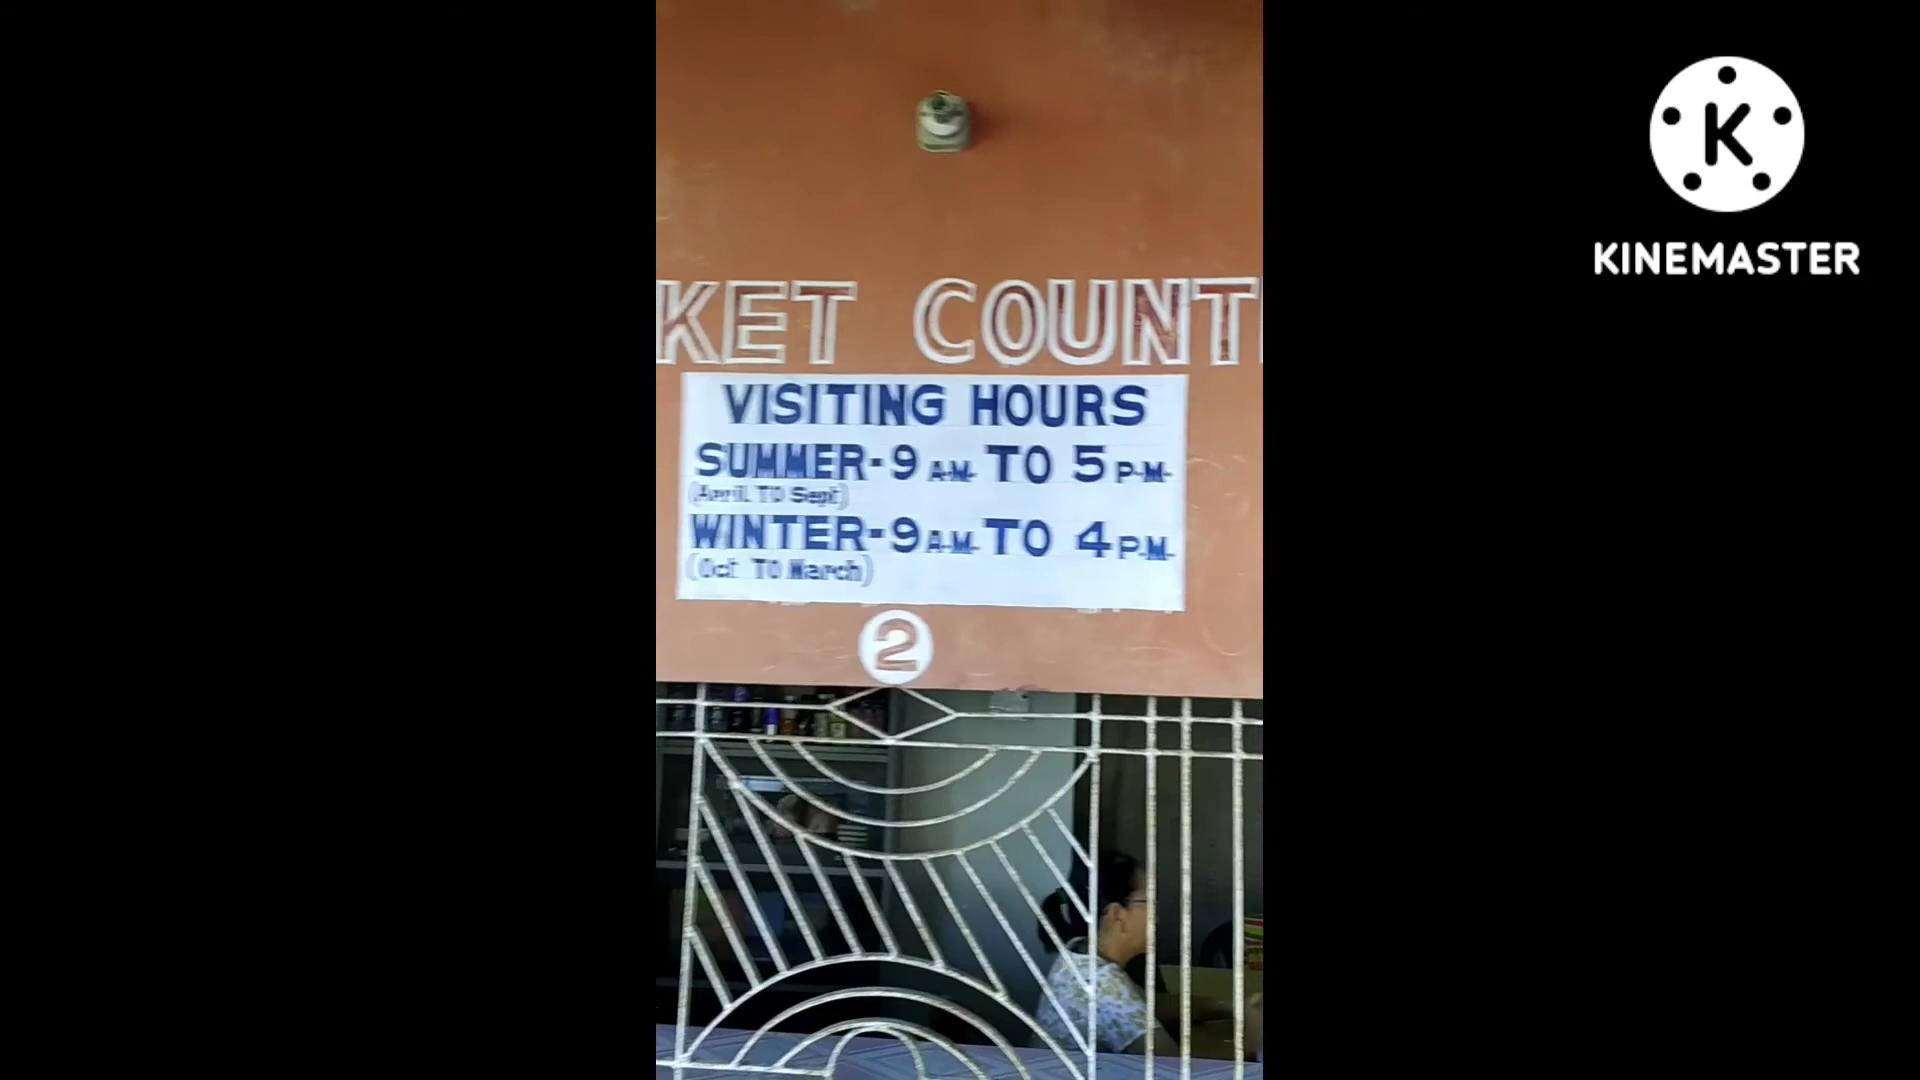 KET COUNT
VISITING HOURS
SUMMER-9 A.M. TO 5 P.M.
(April TO Sept)
WINTER-9 A.M. TO 4 P.M.
(Oct TO March)
2
K
KINEMASTER